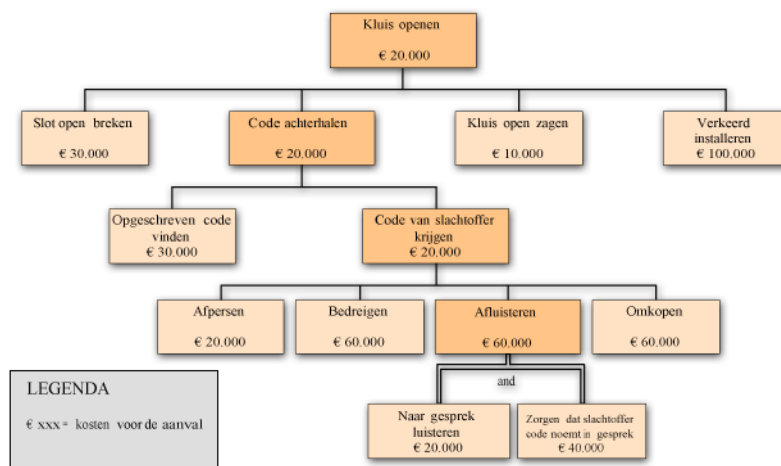 Kluis openen
€ 20.000
Slot open breken
€ 30.000
Code achterhalen
€ 20.000
Kluis open zagen
€ 10.000
Verkeerd
installeren
€ 100.000
Opgeschreven code
vinden
€ 30.000
Code van slachtoffer
krijgen
€ 20.000
Afpersen
€ 20.000
Bedreigen
€ 60.000
Afluisteren
€ 60.000
Omkopen
€ 60.000
and
Naar gesprek
luisteren
€ 20.000
Zorgen dat slachtoffer
code noemt in gesprek
€ 40.000
LEGENDA
€ xxx = kosten voor de aanval